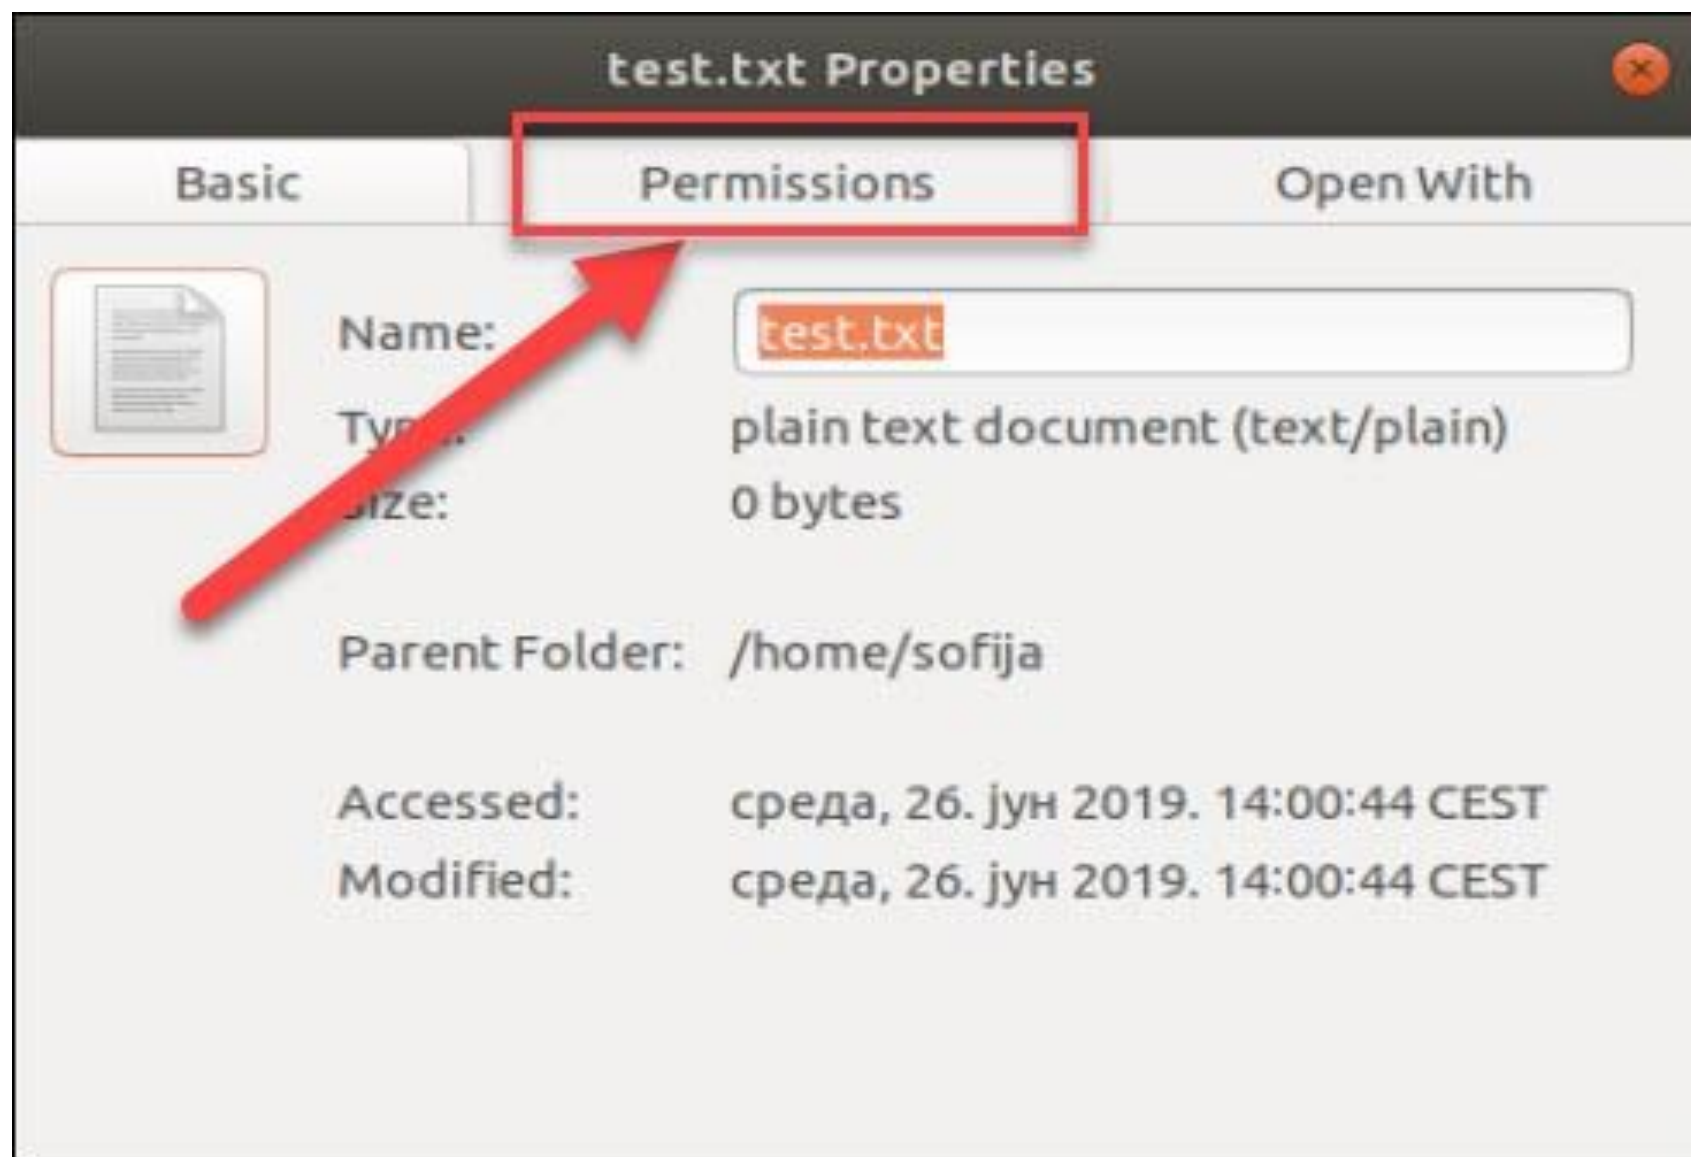 test.txt Properties
Basic Permissions Open With
Name: test.txt
plain text document (text/plain)
Size: 0 bytes
Parent Folder: /home/sofija
Accessed: среда, 26. јун 2019. 14:00:44 CEST
Modified: среда, 26. јун 2019. 14:00:44 CEST